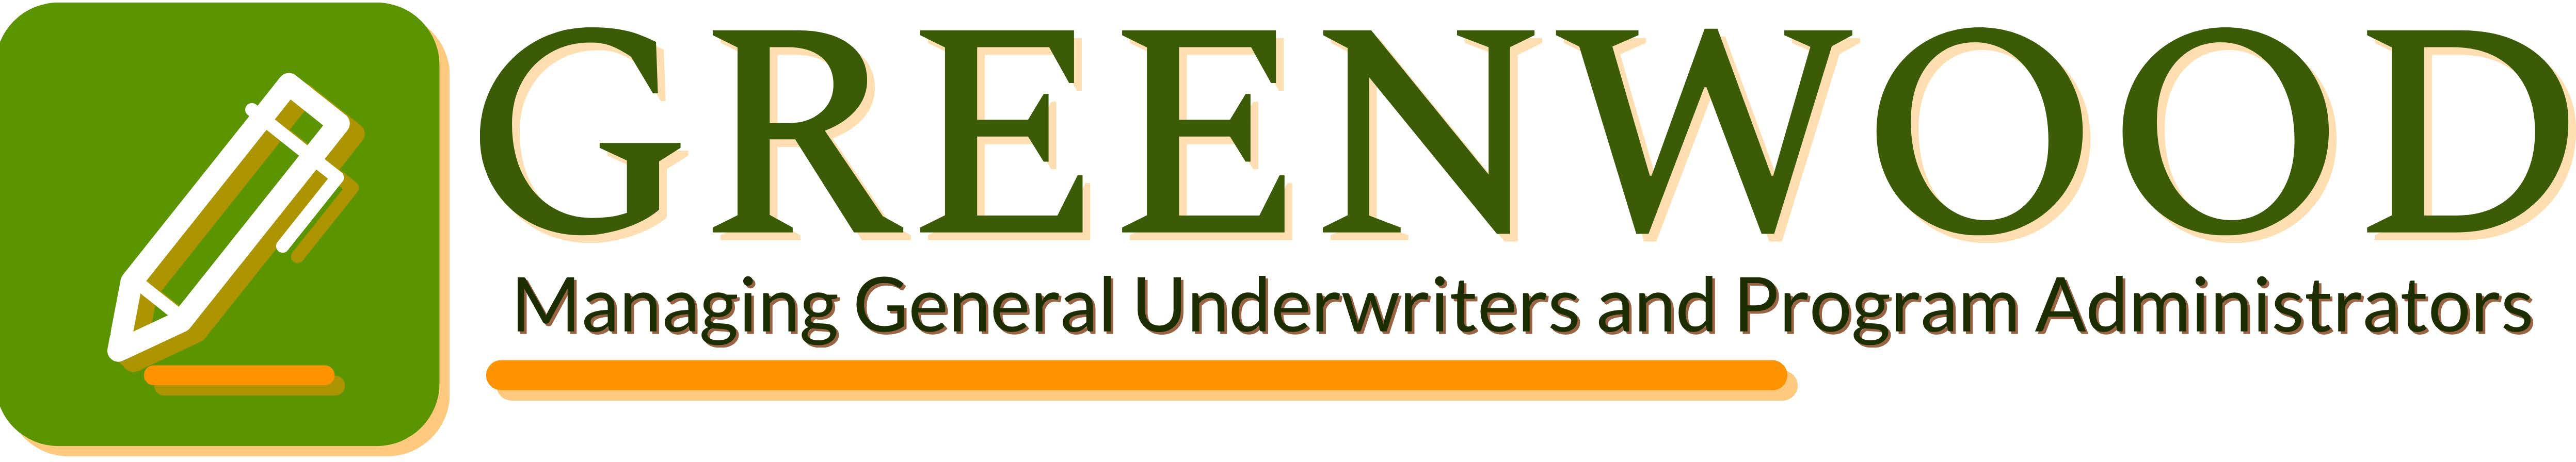 GREENWOOD
Managing General Underwriters and Program Administrators